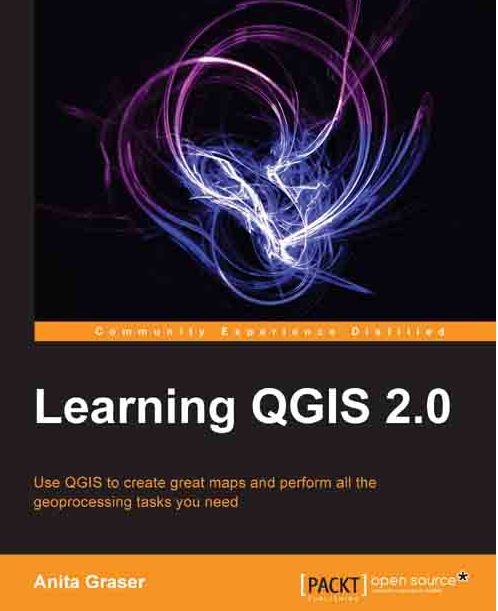 Community Experience Distilled
Learning QGIS 2.0
Use QGIS to create great maps and perform all the
geoprocessing tasks you need
Anita Graser
[PACKT] open source*
PUBLISHING